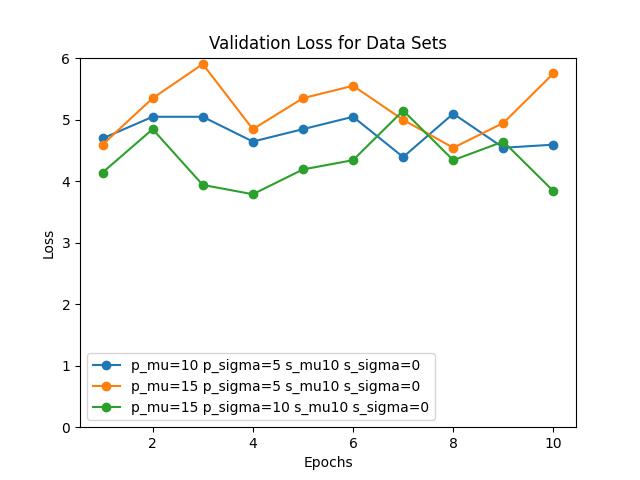 Validation Loss for Data Sets
6
5
4
3
2
1
0
Loss
p_mu=10 p_sigma=5 s_mu10 s_sigma=0
p_mu=15 p_sigma=5 s_mu10 s_sigma=0
p_mu=15 p_sigma=10 s_mu10 s_sigma=0
2 4 6 8 10
Epochs